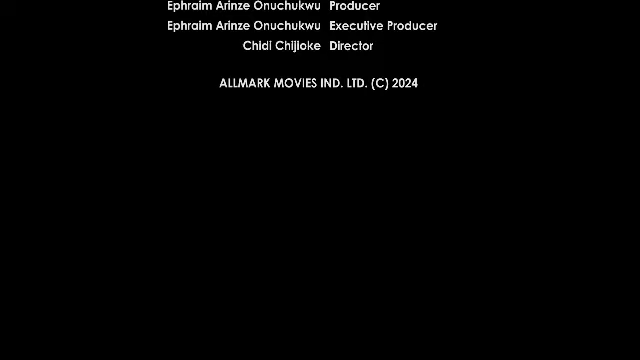 Ephraim Arinze Onuchukwu Producer
Ephraim Arinze Onuchukwu Executive Producer
Chidi Chijioke Director
ALLMARK MOVIES IND. LTD. (C) 2024